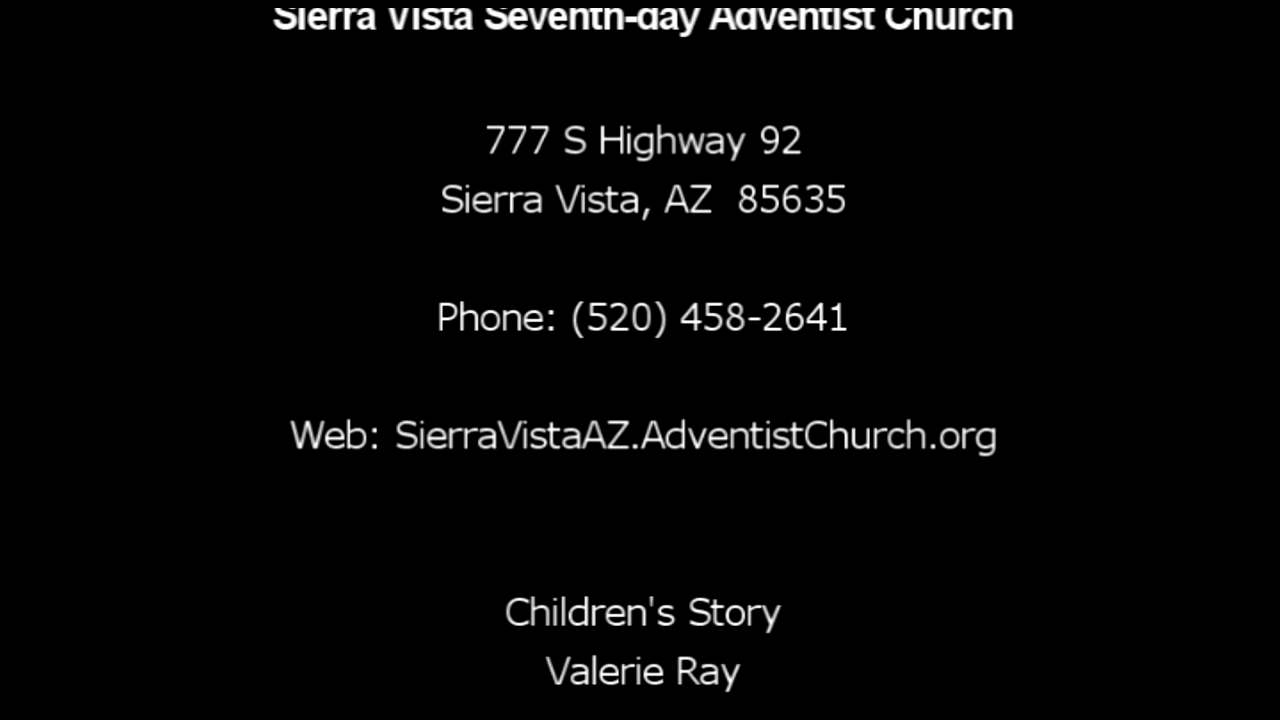 Sierra Vista Seventh-day Adventist Church
777 S Highway 92
Sierra Vista, AZ  85635
Phone: (520) 458-2641
Web: SierraVistaAZ.AdventistChurch.org
Children's Story
Valerie Ray